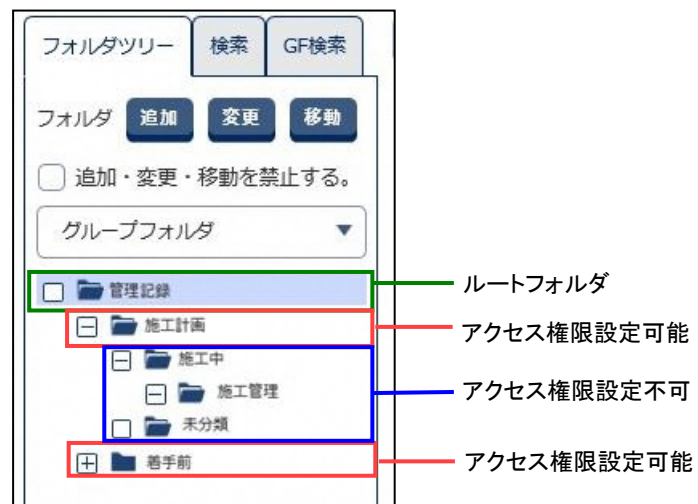 フォルダツリー 検索 GF検索
フォルダ 追加 変更 移動
追加・変更・移動を禁止する。
グループフォルダ
管理記録 ルートフォルダ
施工計画 アクセス権限設定可能
施工中
施工管理 アクセス権限設定不可
未分類
着手前 アクセス権限設定可能